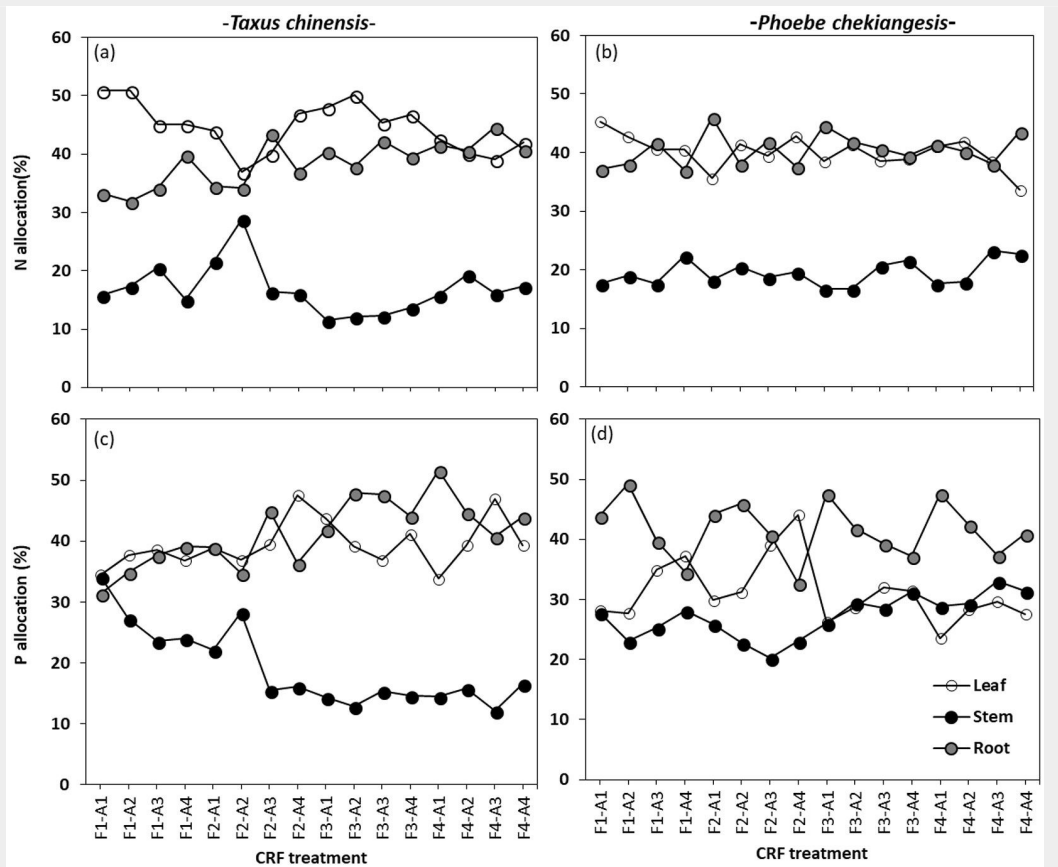 -Taxus chinensis-
-Phoebe chekiangesis-
(a)
60
50
40
30
20
10
0
N allocation(%)
(b)
60
50
40
30
20
10
0
(c)
60
50
40
30
20
10
0
P allocation (%)
F1-A1
F1-A2
F1-A3
F1-A4
F2-A1
F2-A2
F2-A3
F3-A1
F3-A1
F3-A2
F3-A3
F3-A4
F4-A1
F4-A2
F4-A3
F4-A4
CRF treatment
(d)
60
50
40
30
20
10
0
Leaf
Stem
Root
F1-A1
F1-A2
F1-A3
F1-A4
F2-A1
F2-A2
F2-A3
F2-A4
F3-A1
F3-A2
F3-A3
F3-A4
F4-A1
F4-A2
F4-A3
F4-A4
CRF treatment